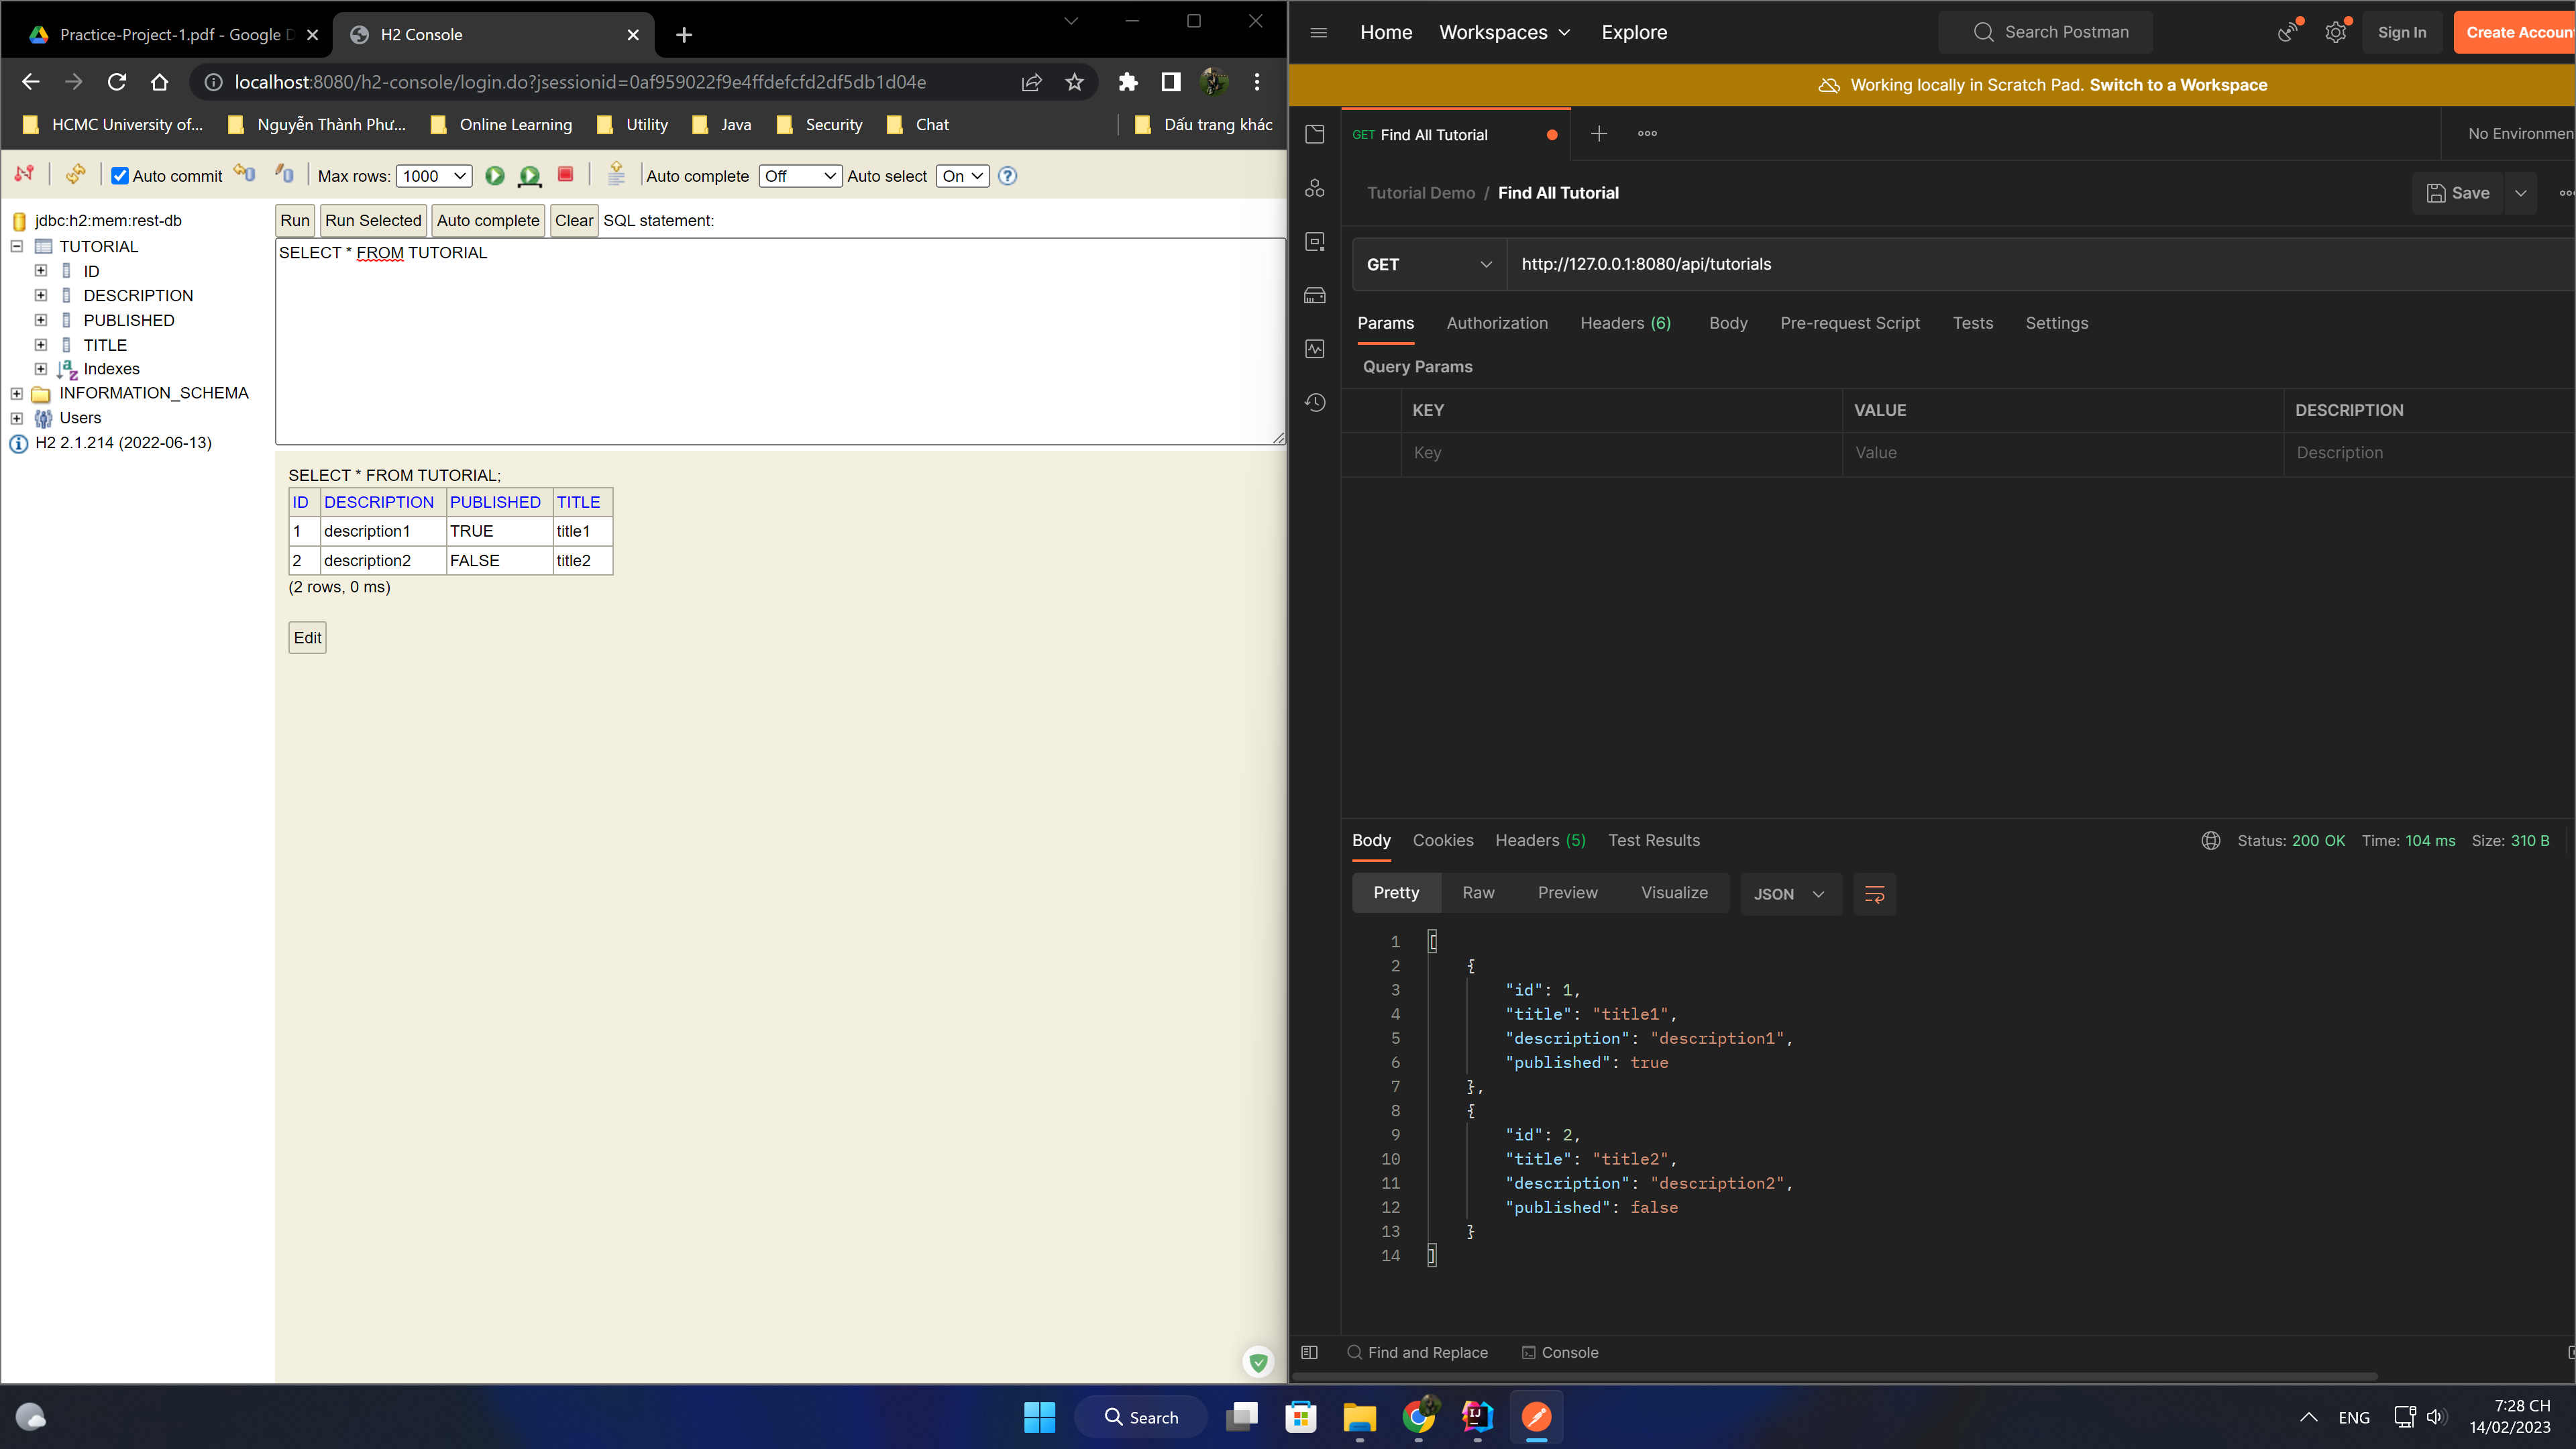 Practice-Project-1.pdf - Google D
H2 Console
localhost:8080/h2-console/login.do?jsessionid=0af959022f9e4ffdefcfd2df5db1d04e
HCMC University of...
Nguyễn Thành Phư...
Online Learning
Utility
Java
Security
Chat
Dấu trang khác
Auto commit
Max rows: 1000
Auto complete Off
Auto select On
jdbc:h2:mem:rest-db
TUTORIAL
ID
DESCRIPTION
PUBLISHED
TITLE
Indexes
INFORMATION_SCHEMA
Users
H2 2.1.214 (2022-06-13)
Run Run Selected Auto complete Clear SQL statement:
SELECT * FROM TUTORIAL
SELECT * FROM TUTORIAL;
ID DESCRIPTION PUBLISHED TITLE
1 description1 TRUE title1
2 description2 FALSE title2
(2 rows, 0 ms)
Edit
Home Workspaces Explore
Search Postman
Sign In
Create Accoun
Working locally in Scratch Pad. Switch to a Workspace
GET Find All Tutorial
No Environmen
Tutorial Demo / Find All Tutorial
Save
GET http://127.0.0.1:8080/api/tutorials
Params Authorization Headers (6) Body Pre-request Script Tests Settings
Query Params
KEY VALUE DESCRIPTION
Key Value Description
Body Cookies Headers (5) Test Results
Status: 200 OK Time: 104 ms Size: 310 B
Pretty Raw Preview Visualize JSON
1 [
2 {
3 "id": 1,
4 "title": "title1",
5 "description": "description1",
6 "published": true
7 },
8 {
9 "id": 2,
10 "title": "title2",
11 "description": "description2",
12 "published": false
13 }
14 ]
Find and Replace
Console
Search
ENG
7:28 CH
14/02/2023